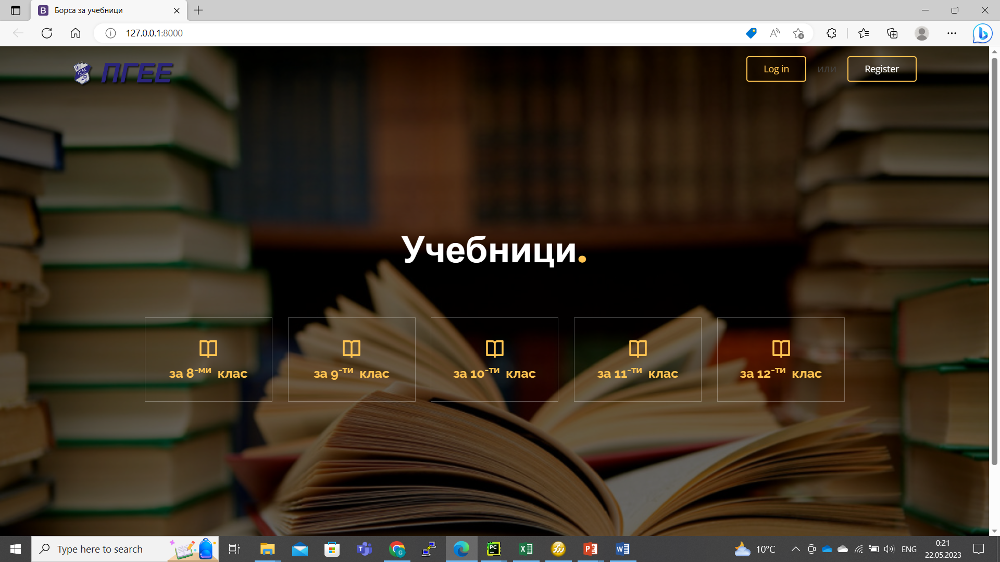 Борса за учебници
127.0.0.1:8000
ПГЕЕ
Log in
или
Register
Учебници.
за 8-ми клас
за 9-ти клас
за 10-ти клас
за 11-ти клас
за 12-ти клас
Type here to search
10°C
ENG
0:21
22.05.2023